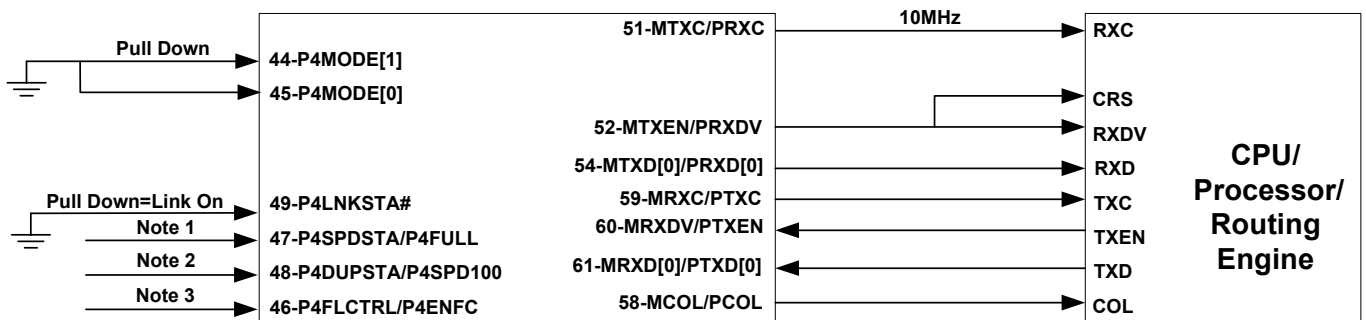 Pull Down
44-P4MODE[1]
45-P4MODE[0]
Pull Down=Link On
49-P4LNKSTA#
Note 1
47-P4SPDSTA/P4FULL
Note 2
48-P4DUPSTA/P4SPD100
Note 3
46-P4FLCTRL/P4ENFC
51-MTXC/PRXC
10MHz
RXC
CRS
52-MTXEN/PRXDV
RXDV
54-MTXD[0]/PRXD[0]
RXD
59-MRXC/PTXC
TXC
60-MRXDV/PTXEN
TXEN
61-MRXD[0]/PTXD[0]
TXD
58-MCOL/PCOL
COL
CPU/
Processor/
Routing
Engine